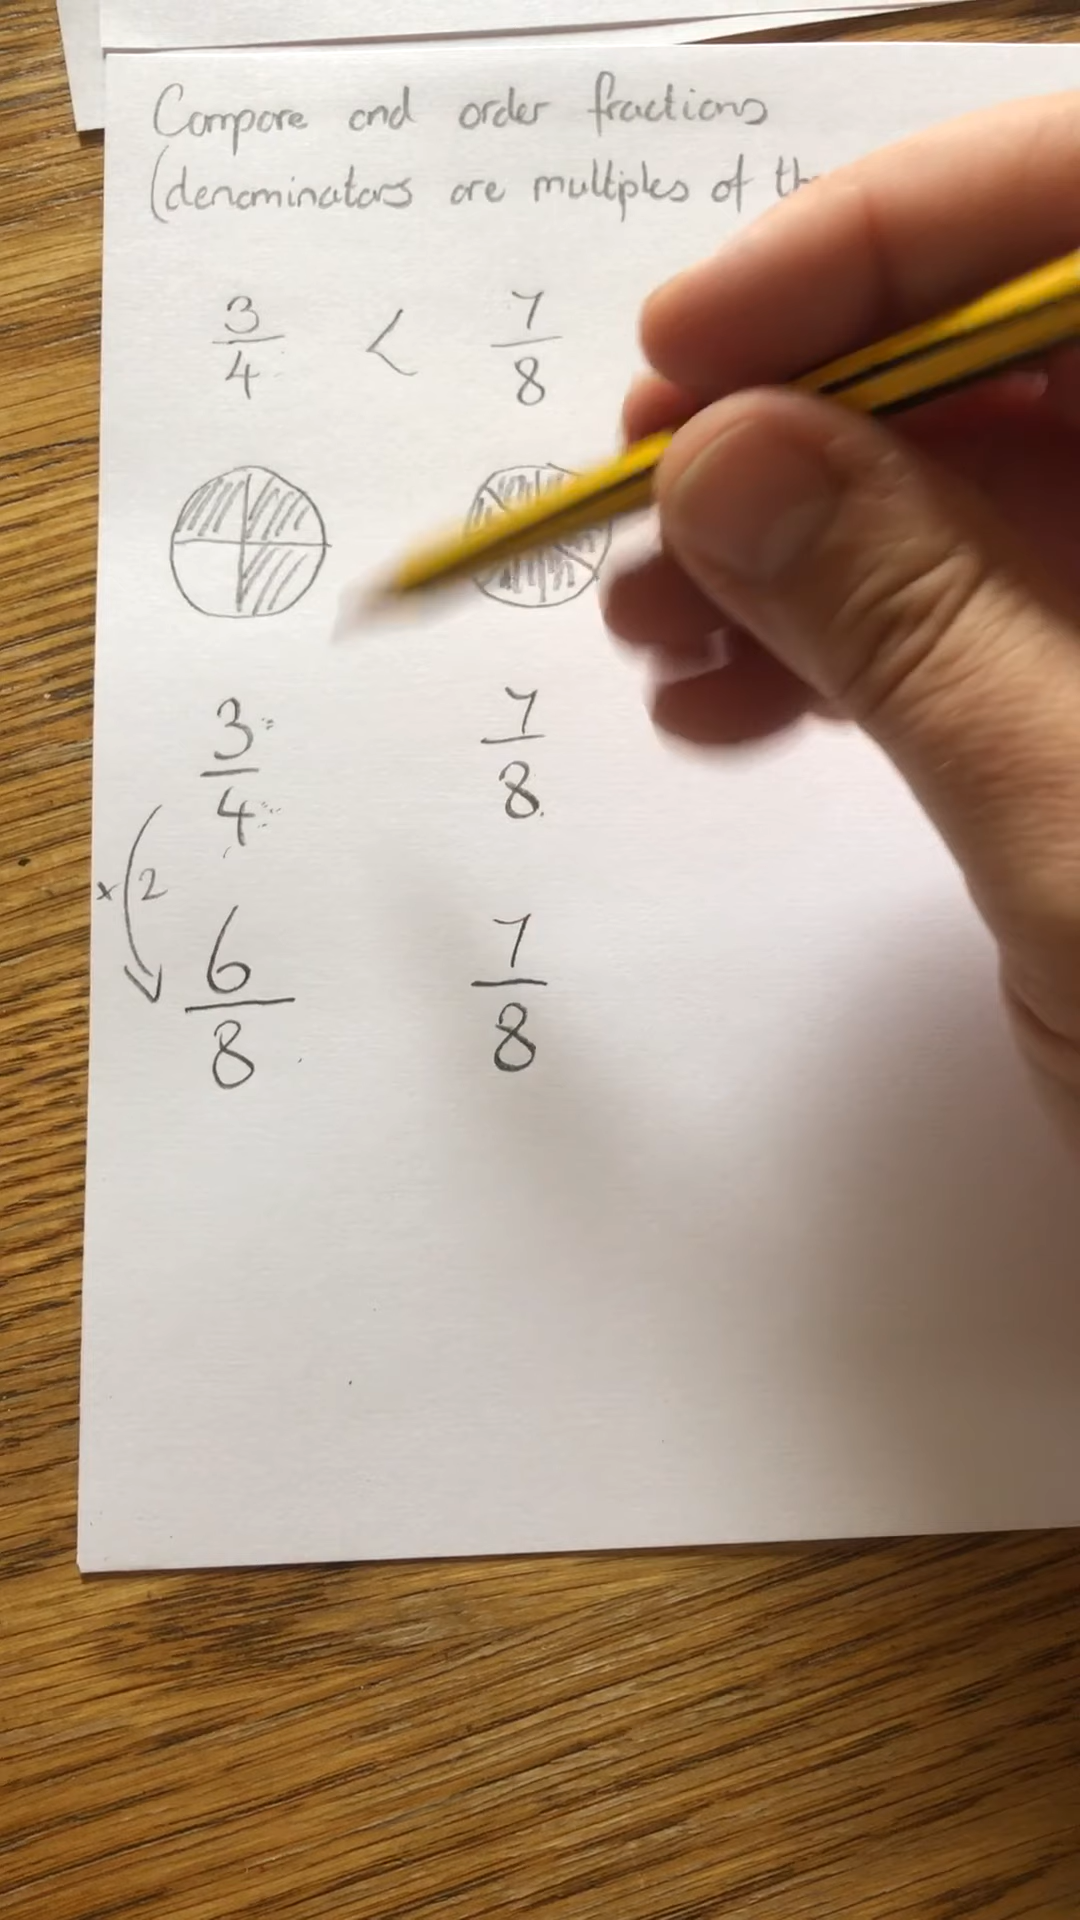 Compare and order fractions
(denominators are multiples of
3/4 < 7/8
3/4 7/8
×2
6/8 7/8